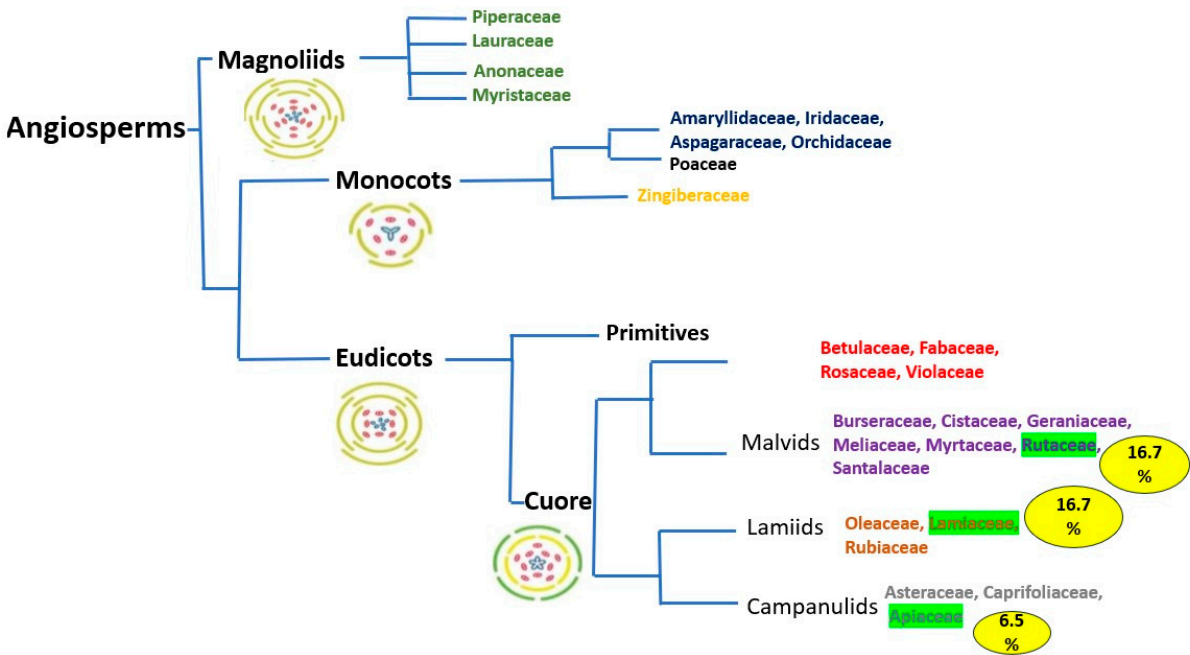 Piperaceae
Lauraceae
Magnoliids
Anonaceae
Myristaceae
Angiosperms
Amaryllidaceae, Iridaceae,
Aspagaraceae, Orchidaceae
Poaceae
Monocots
Zingiberaceae
Primitives
Eudicots
Betulaceae, Fabaceae,
Rosaceae, Violaceae
Malvids
Burseraceae, Cistaceae, Geraniaceae,
Meliaceae, Myrtaceae, Rutaceae,
Santalaceae
16.7
%
Cuore
Lamiids
Oleaceae, Lamiaceae,
Rubiaceae
16.7
%
Campanulids
Asteraceae, Caprifoliaceae,
Apiaceae
6.5
%